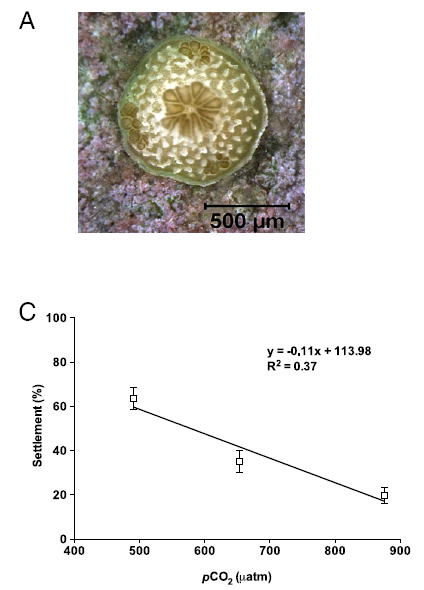 A
500 µm
C
y = -0.11x + 113.98
R² = 0.37
100
80
60
40
20
0
Settlement (%)
400 500 600 700 800 900
pCO₂ (µatm)